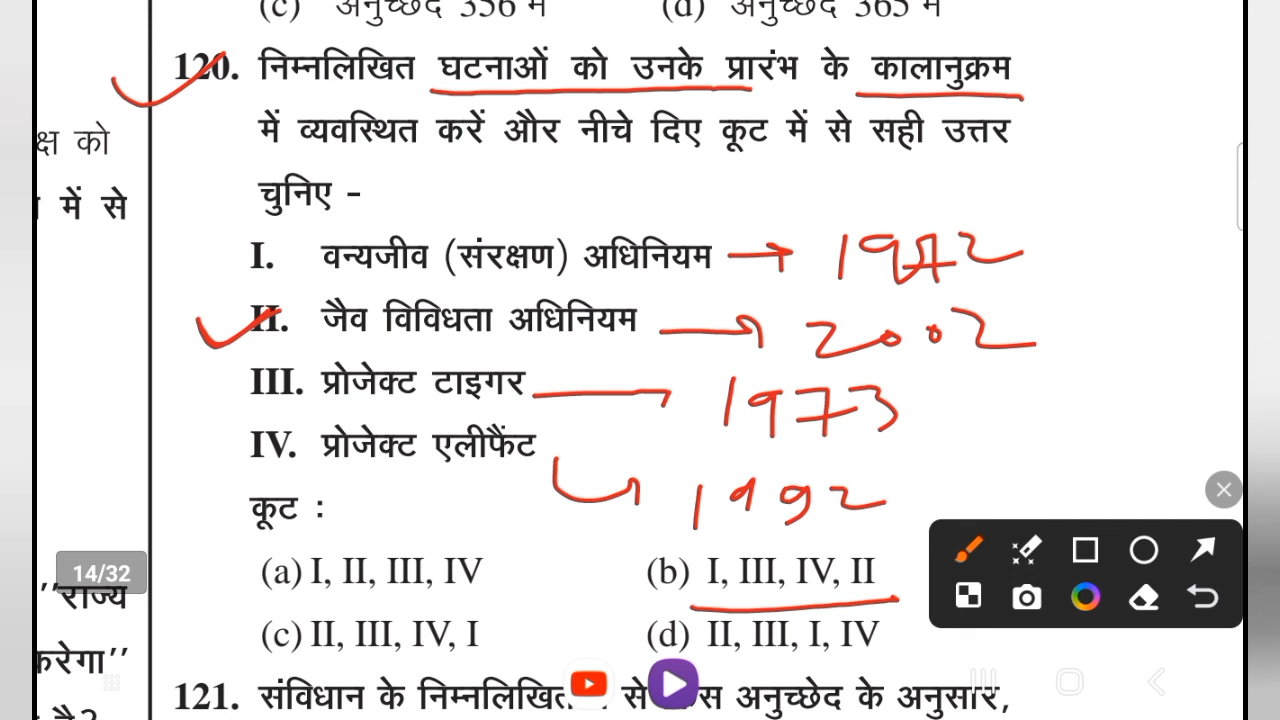 (c) अनुच्छेद 356 में (d) अनुच्छेद 365 में
120. निम्नलिखित घटनाओं को उनके प्रारंभ के कालानुक्रम
क्ष को
में व्यवस्थित करें और नीचे दिए कूट में से सही उत्तर
में से
चुनिए -
I. वन्यजीव (संरक्षण) अधिनियम → 1972
II. जैव विविधता अधिनियम 2002
III. प्रोजेक्ट टाइगर 1973
IV. प्रोजेक्ट एलीफैंट
1992
कूट :
(a) I, II, III, IV (b) I, III, IV, II
14/32
''राज्य
(c) II, III, IV, I (d) II, III, I, IV
करेगा''
121. संविधान के निम्नलिखित से अनुच्छेद के अनुसार,
है?